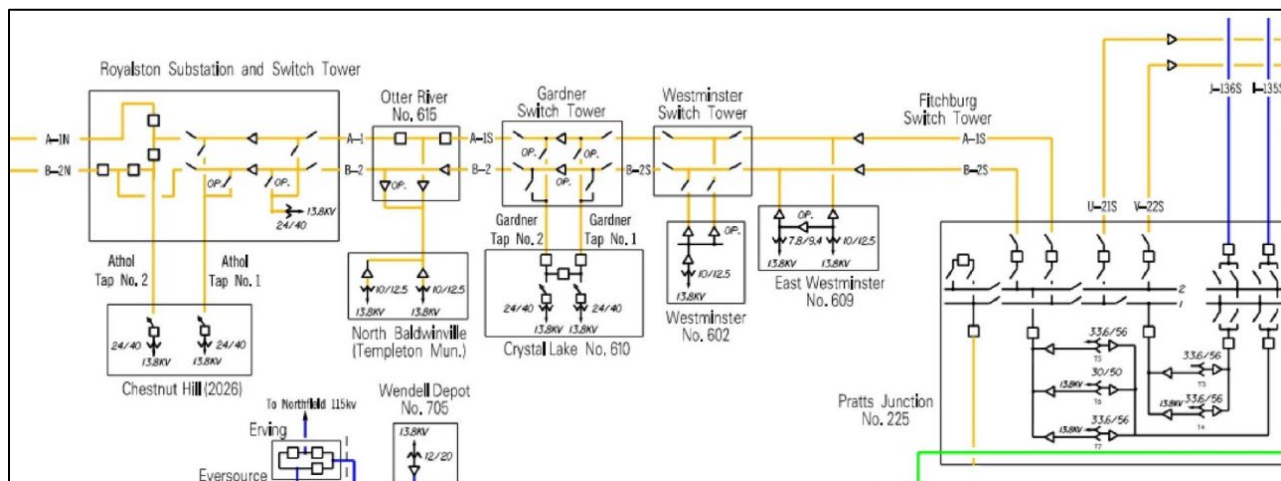 Royalston Substation and Switch Tower
Otter River
No. 615
Gardner
Switch Tower
Westminster
Switch Tower
Fitchburg
Switch Tower
J-136S
A-1N
A-1
A-1S
A-1S
B-2N
B-2
B-2
B-2S
B-2S
U-21S
V-22S
OP.
OP.
13.8KV
24/40
OP.
OP.
OP.
OP.
Athol
Tap No. 2
Athol
Tap No. 1
Gardner
Tap No. 2
Gardner
Tap No. 1
OP.
OP.
7.8/9.4
10/12.5
13.8KV
13.8KV
East Westminster
No. 609
10/12.5
10/12.5
13.8KV
13.8KV
North Baldwinville
(Templeton Mun.)
24/40
24/40
13.8KV
13.8KV
Crystal Lake No. 610
10/12.5
13.8KV
Westminster
No. 602
24/40
24/40
13.8KV
13.8KV
Chestnut Hill (2026)
2
1
33.6/56
T5
30/50
13.8KV
T6
33.6/56
13.8KV
T7
33.6/56
33.6/56
13.8KV
T4
Pratts Junction
No. 225
To Northfield 115kv
Erving
Eversource
Wendell Depot
No. 705
13.8KV
12/20